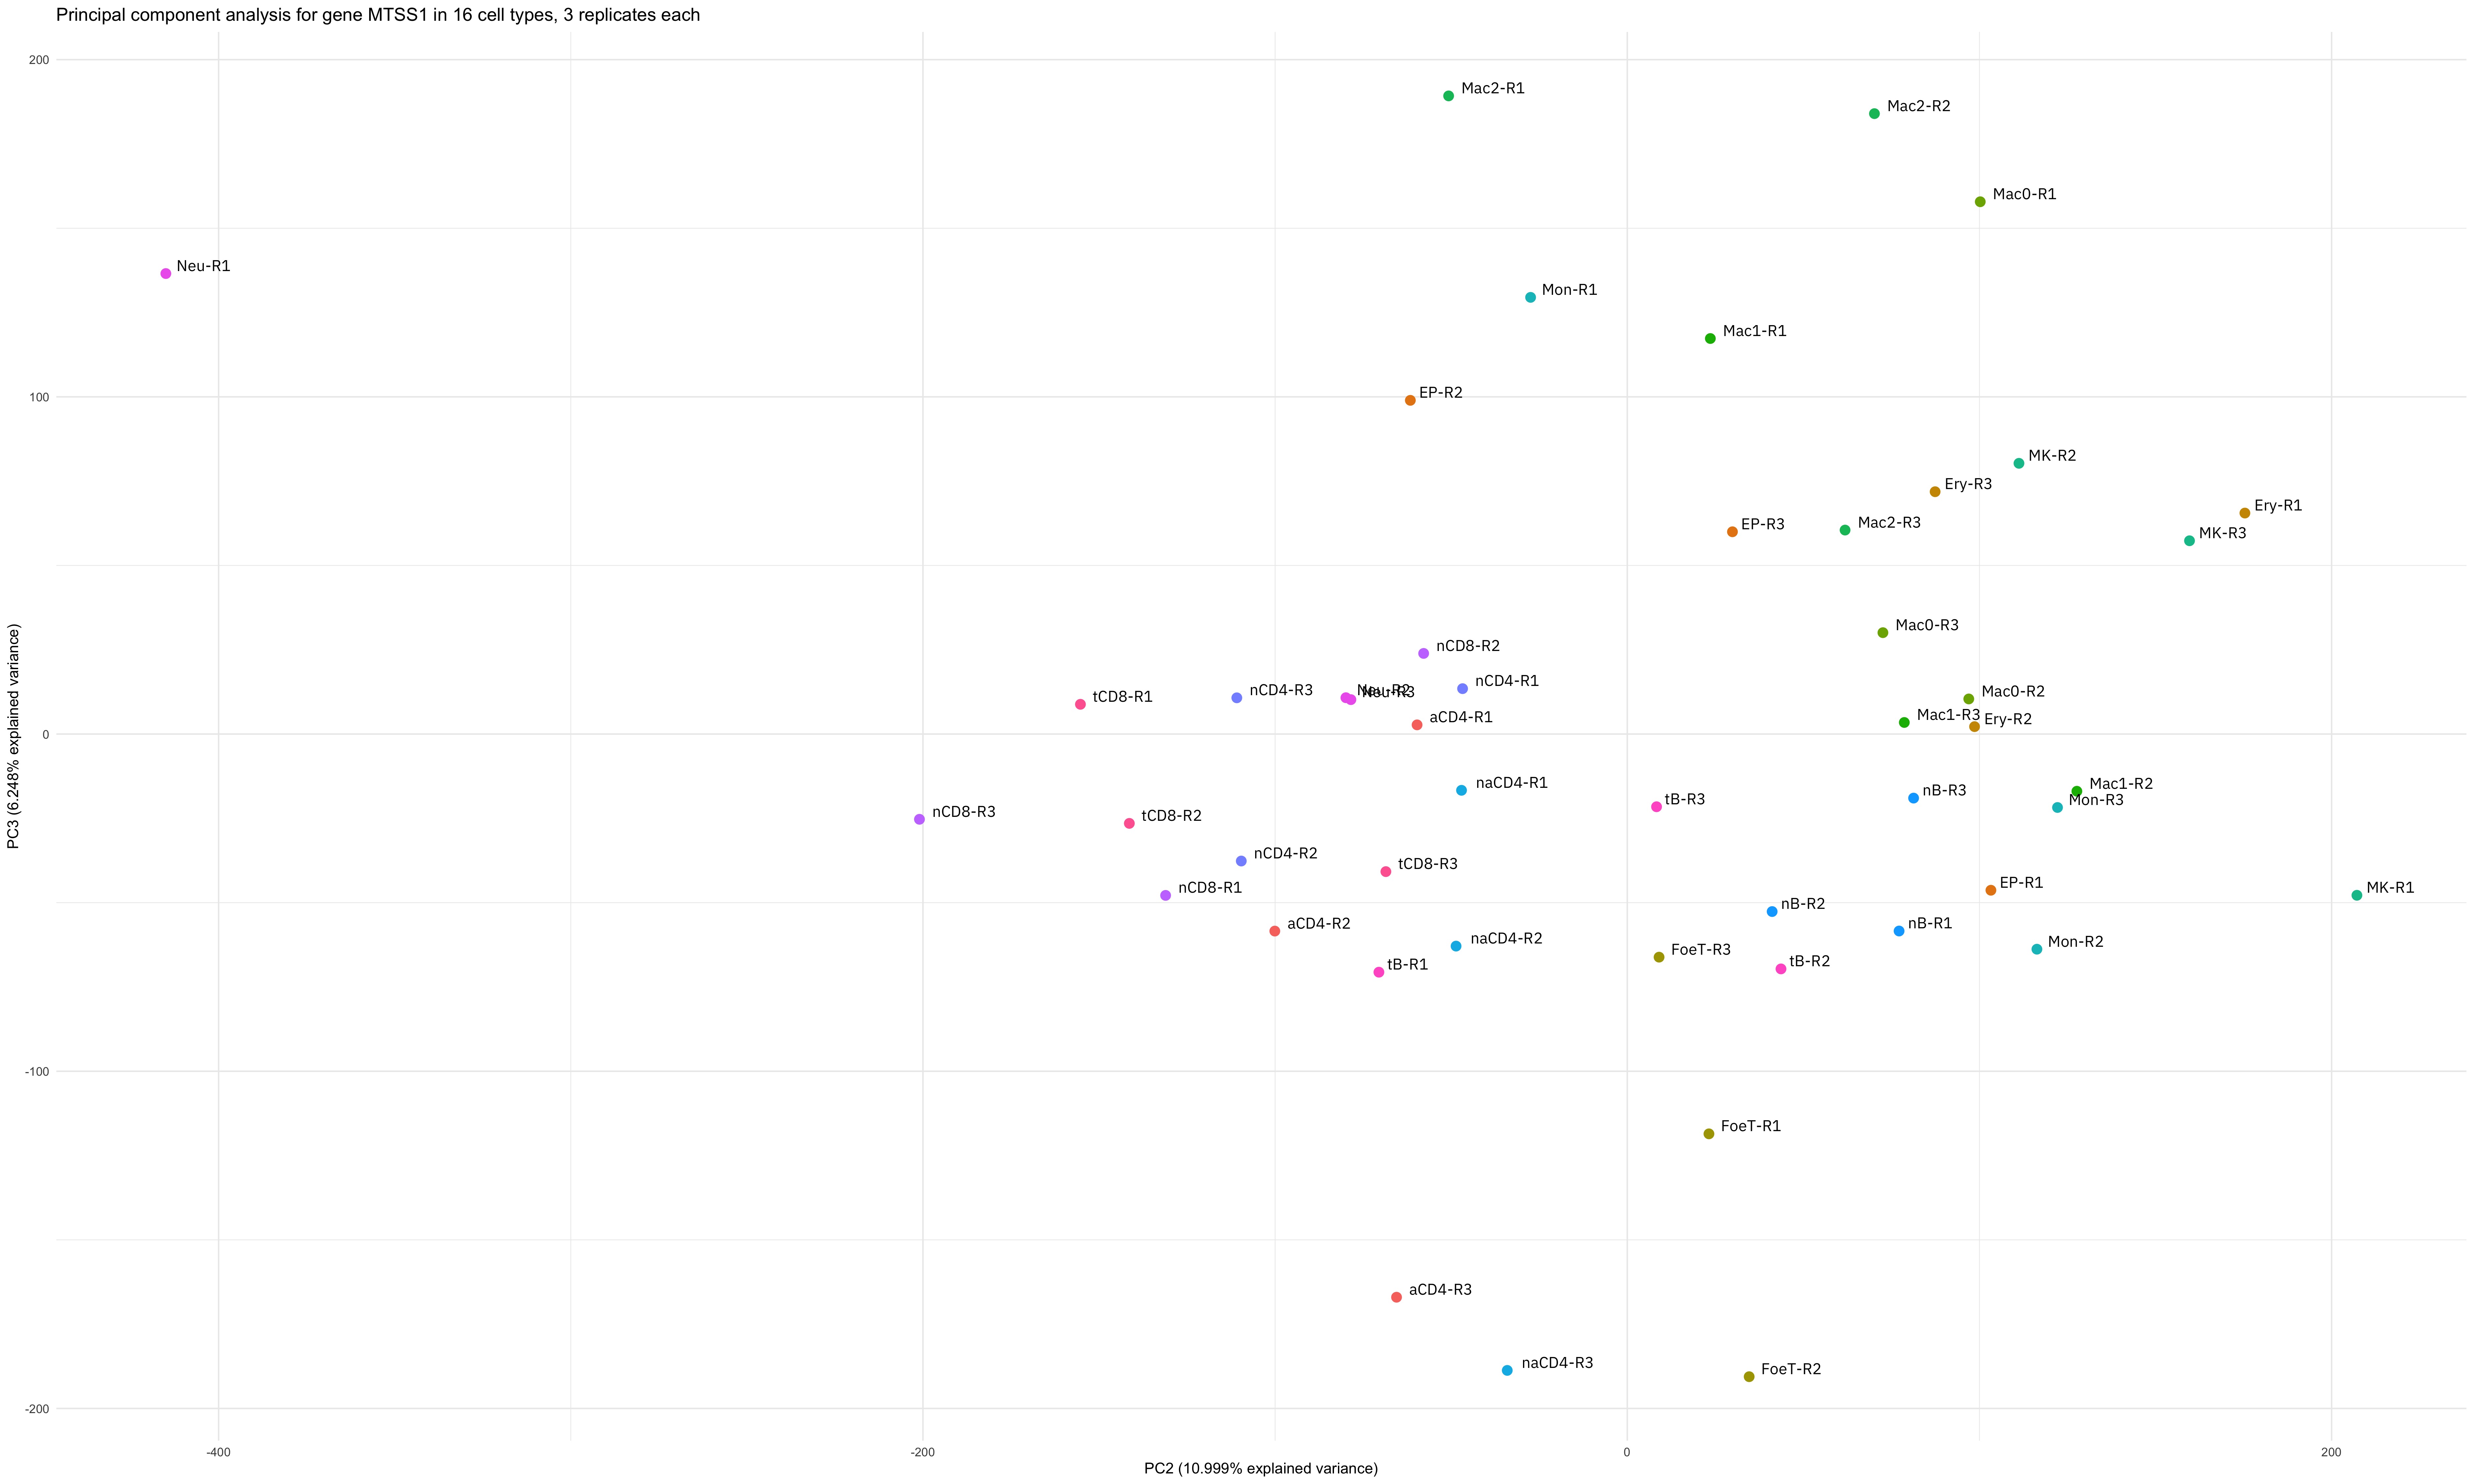 Principal component analysis for gene MTSS1 in 16 cell types, 3 replicates each
200
Mac2-R1
Mac2-R2
Mac0-R1
Neu-R1
Mon-R1
Mac1-R1
EP-R2
100
MK-R2
Ery-R3
Ery-R1
EP-R3
Mac2-R3
MK-R3
Mac0-R3
nCD8-R2
nCD4-R1
tCD8-R1
nCD4-R3
Neu-R2
Neu-R3
Mac0-R2
aCD4-R1
Mac1-R3
Ery-R2
0
PC3 (6.248% explained variance)
naCD4-R1
Mac1-R2
nB-R3
tB-R3
Mon-R3
nCD8-R3
tCD8-R2
nCD4-R2
tCD8-R3
nCD8-R1
EP-R1
MK-R1
nB-R2
aCD4-R2
nB-R1
naCD4-R2
Mon-R2
FoeT-R3
tB-R1
tB-R2
-100
FoeT-R1
aCD4-R3
naCD4-R3
FoeT-R2
-200
-400
-200
0
200
PC2 (10.999% explained variance)